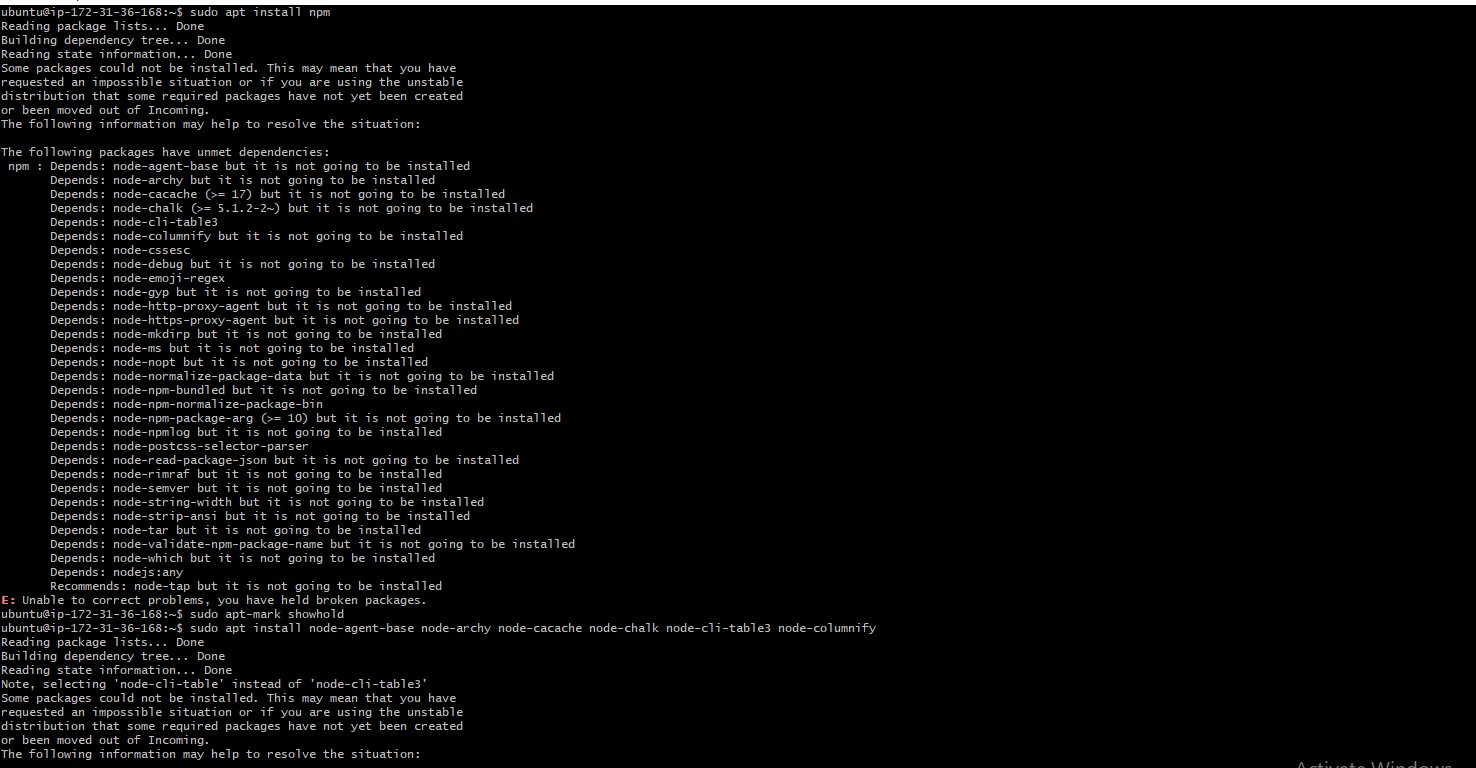 ubuntu@ip-172-31-36-168:~$ sudo apt install npm
Reading package lists... Done
Building dependency tree... Done
Reading state information... Done
Some packages could not be installed. This may mean that you have
requested an impossible situation or if you are using the unstable
distribution that some required packages have not yet been created
or been moved out of Incoming.
The following information may help to resolve the situation:

The following packages have unmet dependencies:
 npm : Depends: node-agent-base but it is not going to be installed
       Depends: node-archy but it is not going to be installed
       Depends: node-cacache (>= 17) but it is not going to be installed
       Depends: node-chalk (>= 5.1.2-2~) but it is not going to be installed
       Depends: node-cli-table3
       Depends: node-columnify but it is not going to be installed
       Depends: node-cssesc
       Depends: node-debug but it is not going to be installed
       Depends: node-emoji-regex
       Depends: node-gyp but it is not going to be installed
       Depends: node-http-proxy-agent but it is not going to be installed
       Depends: node-https-proxy-agent but it is not going to be installed
       Depends: node-mkdirp but it is not going to be installed
       Depends: node-ms but it is not going to be installed
       Depends: node-nopt but it is not going to be installed
       Depends: node-normalize-package-data but it is not going to be installed
       Depends: node-npm-bundled but it is not going to be installed
       Depends: node-npm-normalize-package-bin
       Depends: node-npm-package-arg (>= 10) but it is not going to be installed
       Depends: node-npmlog but it is not going to be installed
       Depends: node-postcss-selector-parser
       Depends: node-read-package-json but it is not going to be installed
       Depends: node-rimraf but it is not going to be installed
       Depends: node-semver but it is not going to be installed
       Depends: node-string-width but it is not going to be installed
       Depends: node-strip-ansi but it is not going to be installed
       Depends: node-tar but it is not going to be installed
       Depends: node-validate-npm-package-name but it is not going to be installed
       Depends: node-which but it is not going to be installed
       Depends: nodejs:any
       Recommends: node-tap but it is not going to be installed
E: Unable to correct problems, you have held broken packages.
ubuntu@ip-172-31-36-168:~$ sudo apt-mark showhold
ubuntu@ip-172-31-36-168:~$ sudo apt install node-agent-base node-archy node-cacache node-chalk node-cli-table3 node-columnify
Reading package lists... Done
Building dependency tree... Done
Reading state information... Done
Note, selecting 'node-cli-table' instead of 'node-cli-table3'
Some packages could not be installed. This may mean that you have
requested an impossible situation or if you are using the unstable
distribution that some required packages have not yet been created
or been moved out of Incoming.
The following information may help to resolve the situation:
Activate Windows